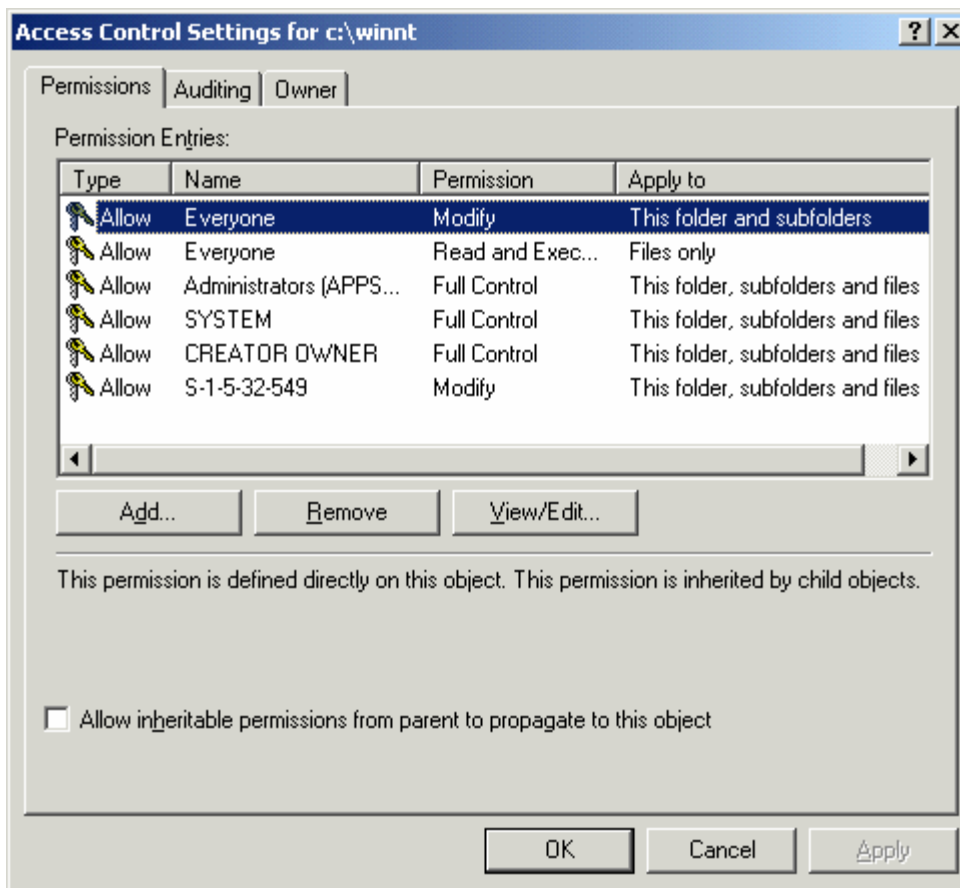 Access Control Settings for c:\winnt
Permissions Auditing Owner
Permission Entries:
Type Name Permission Apply to
Allow Everyone Modify This folder and subfolders
Allow Everyone Read and Exec... Files only
Allow Administrators (APPS... Full Control This folder, subfolders and files
Allow SYSTEM Full Control This folder, subfolders and files
Allow CREATOR OWNER Full Control This folder, subfolders and files
Allow S-1-5-32-549 Modify This folder, subfolders and files
Add... Remove View/Edit...
This permission is defined directly on this object. This permission is inherited by child objects.
Allow inheritable permissions from parent to propagate to this object
OK Cancel Apply